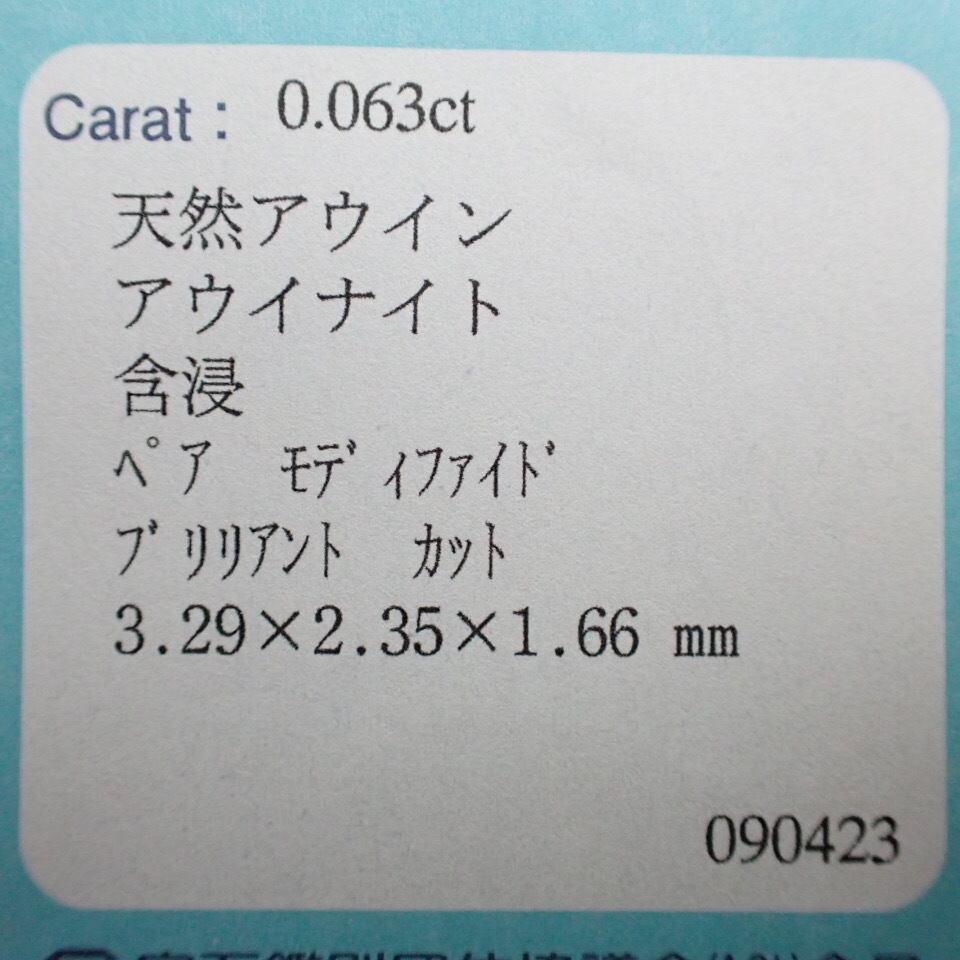 Carat : 0.063ct
天然アウイン
アウイナイト
含浸
ﾍﾟｱ ﾓﾃﾞｨﾌｧｲﾄﾞ
ﾌﾞﾘﾘｱﾝﾄ ｶｯﾄ
3.29×2.35×1.66 mm
090423